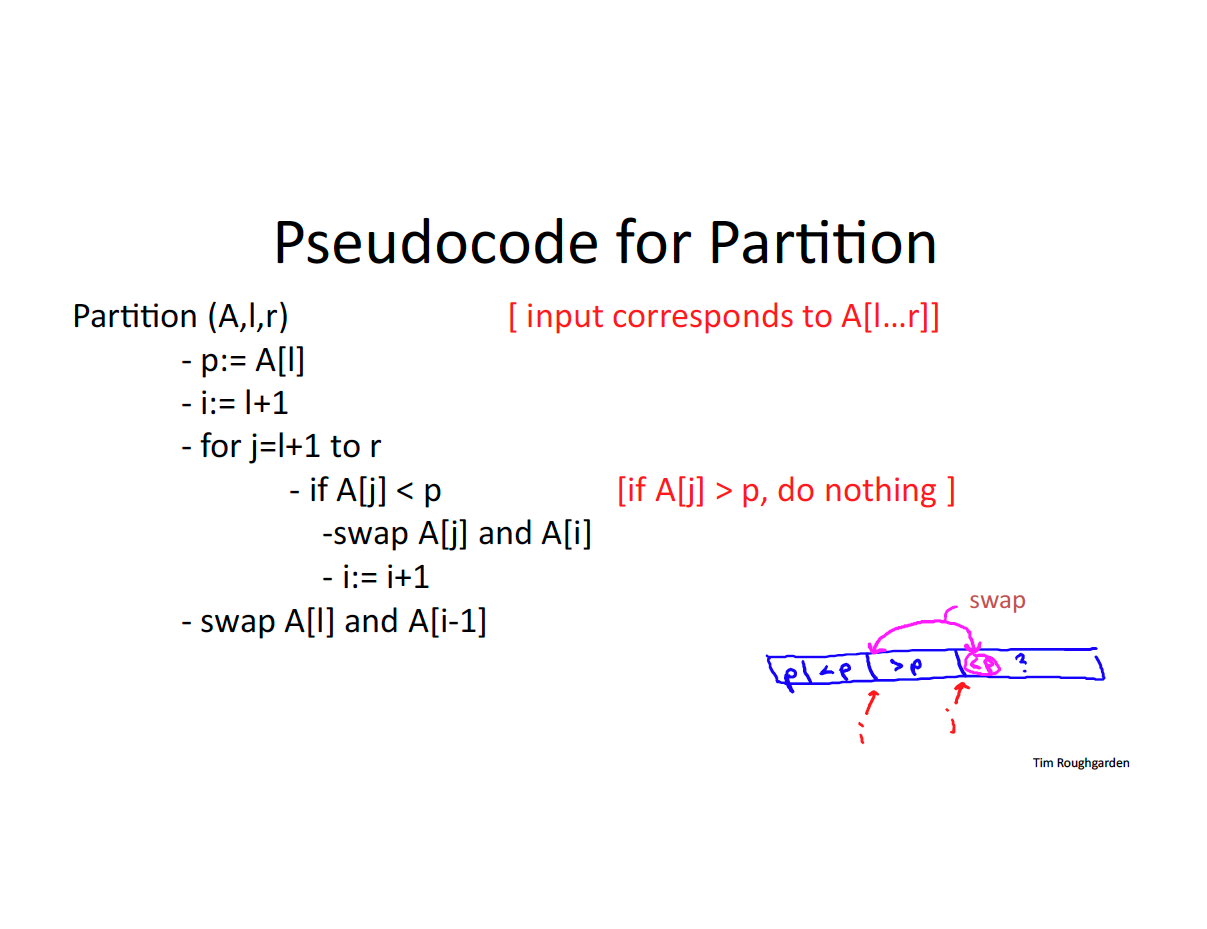 Pseudocode for Partition
Partition (A,l,r) [ input corresponds to A[l…r]]
- p:= A[l]
- i:= l+1
- for j=l+1 to r
- if A[j] < p [if A[j] > p, do nothing ]
-swap A[j] and A[i]
- i:= i+1
- swap A[l] and A[i-1]
swap
p <p >p <p ?
i j
Tim Roughgarden